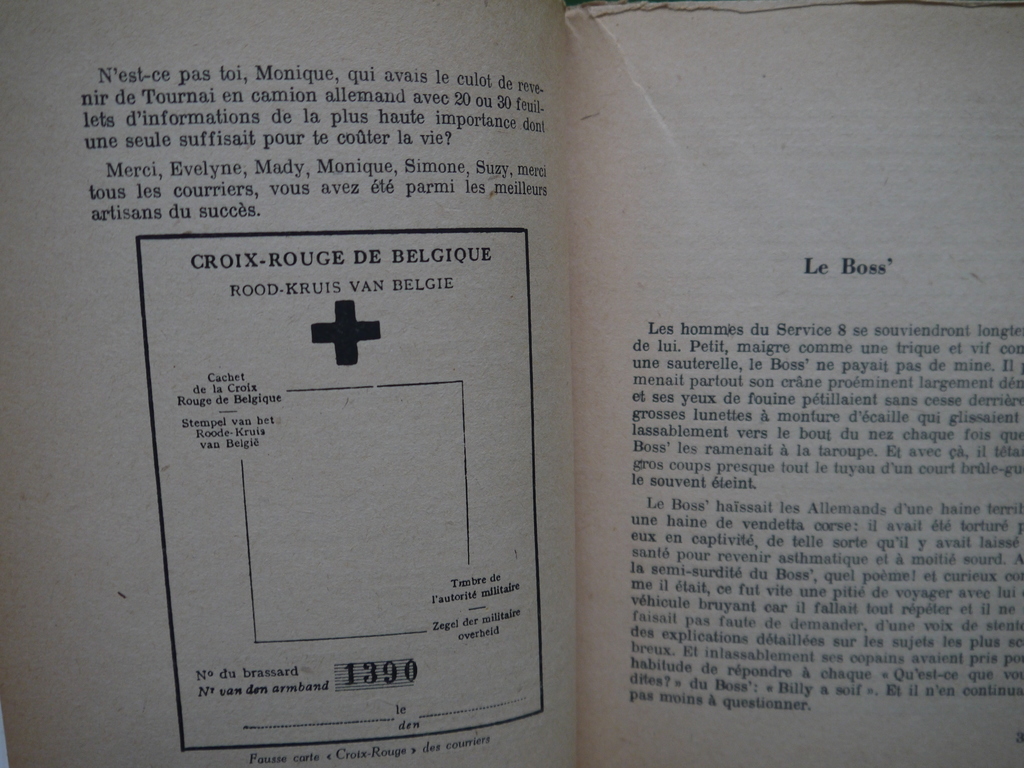 N'est-ce pas toi, Monique, qui avais le culot de reve-
nir de Tournai en camion allemand avec 20 ou 30 feuil-
lets d'informations de la plus haute importance dont
une seule suffisait pour te coûter la vie?
Merci, Evelyne, Mady, Monique, Simone, Suzy, merci
tous les courriers, vous avez été parmi les meilleurs
artisans du succès.
CROIX-ROUGE DE BELGIQUE
ROOD-KRUIS VAN BELGIE
Cachet
de la Croix
Rouge de Belgique
Stempel van het
Roode-Kruis
van België
Timbre de
l'autorité militaire
Zegel der militaire
overheid
No du brassard
Nr van den armband
1390
le
den
Fausse carte « Croix-Rouge » des courriers
Le Boss'
Les hommes du Service 8 se souviendront
de lui. Petit, maigre comme une trique et vif
une sauterelle, le Boss' ne payait pas de mine. Il
menait partout son crâne proéminent largement
et ses yeux de fouine pétillaient sans cesse derrière
grosses lunettes à monture d'écaille qui glissaient
lassablement vers le bout du nez chaque fois que
Boss' les ramenait à la taroupe. Et avec çà, il
gros coups presque tout le tuyau d'un court
le souvent éteint.
Le Boss' haïssait les Allemands d'une haine
une haine de vendetta corse: il avait été torturé
eux en captivité, de telle sorte qu'il y avait laissé
santé pour revenir asthmatique et à moitié sourd.
la semi-surdité du Boss', quel poème! et curieux
me il était, ce fut vite une pitié de voyager avec lui
véhicule bruyant car il fallait tout répéter et il ne
faisait pas faute de demander, d'une voix de
des explications détaillées sur les sujets les plus
breux. Et inlassablement ses copains avaient pris
habitude de répondre à chaque « Qu'est-ce que
dites? » du Boss': « Billy a soif ». Et il n'en
pas moins à questionner.